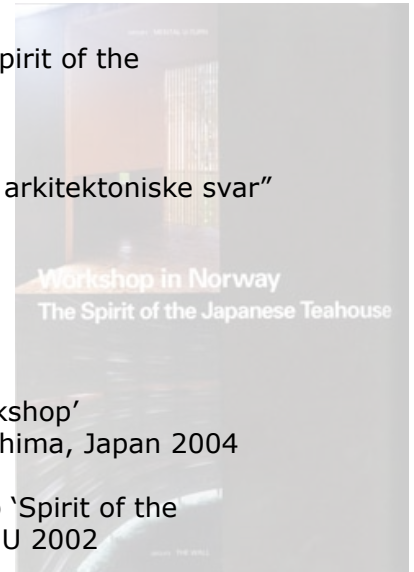 pirit of the
arkitektoniske svar”
Workshop in Norway
The Spirit of the Japanese Teahouse
kshop’
hima, Japan 2004
‘Spirit of the
U 2002